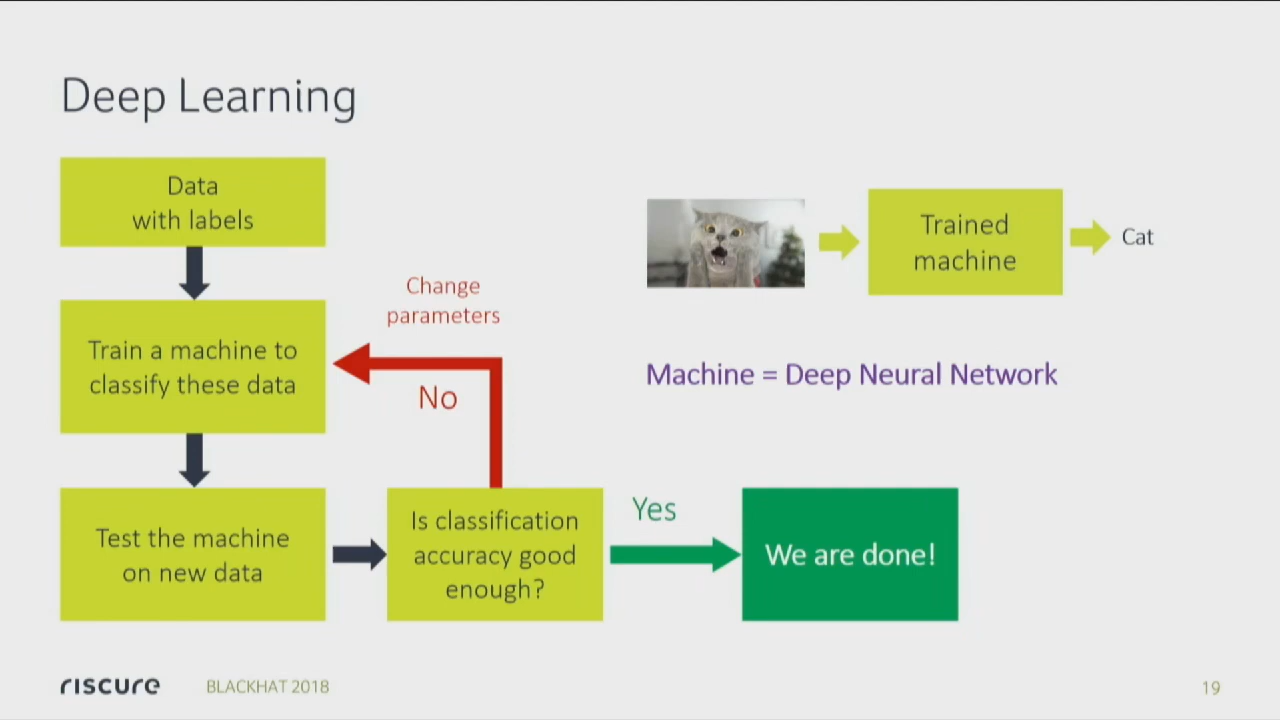 Deep Learning
Data
with labels
Train a machine to
classify these data
Test the machine
on new data
Change
parameters
No
Is classification
accuracy good
enough?
Yes
We are done!
Trained
machine
Cat
Machine = Deep Neural Network
riscure
BLACKHAT 2018
19